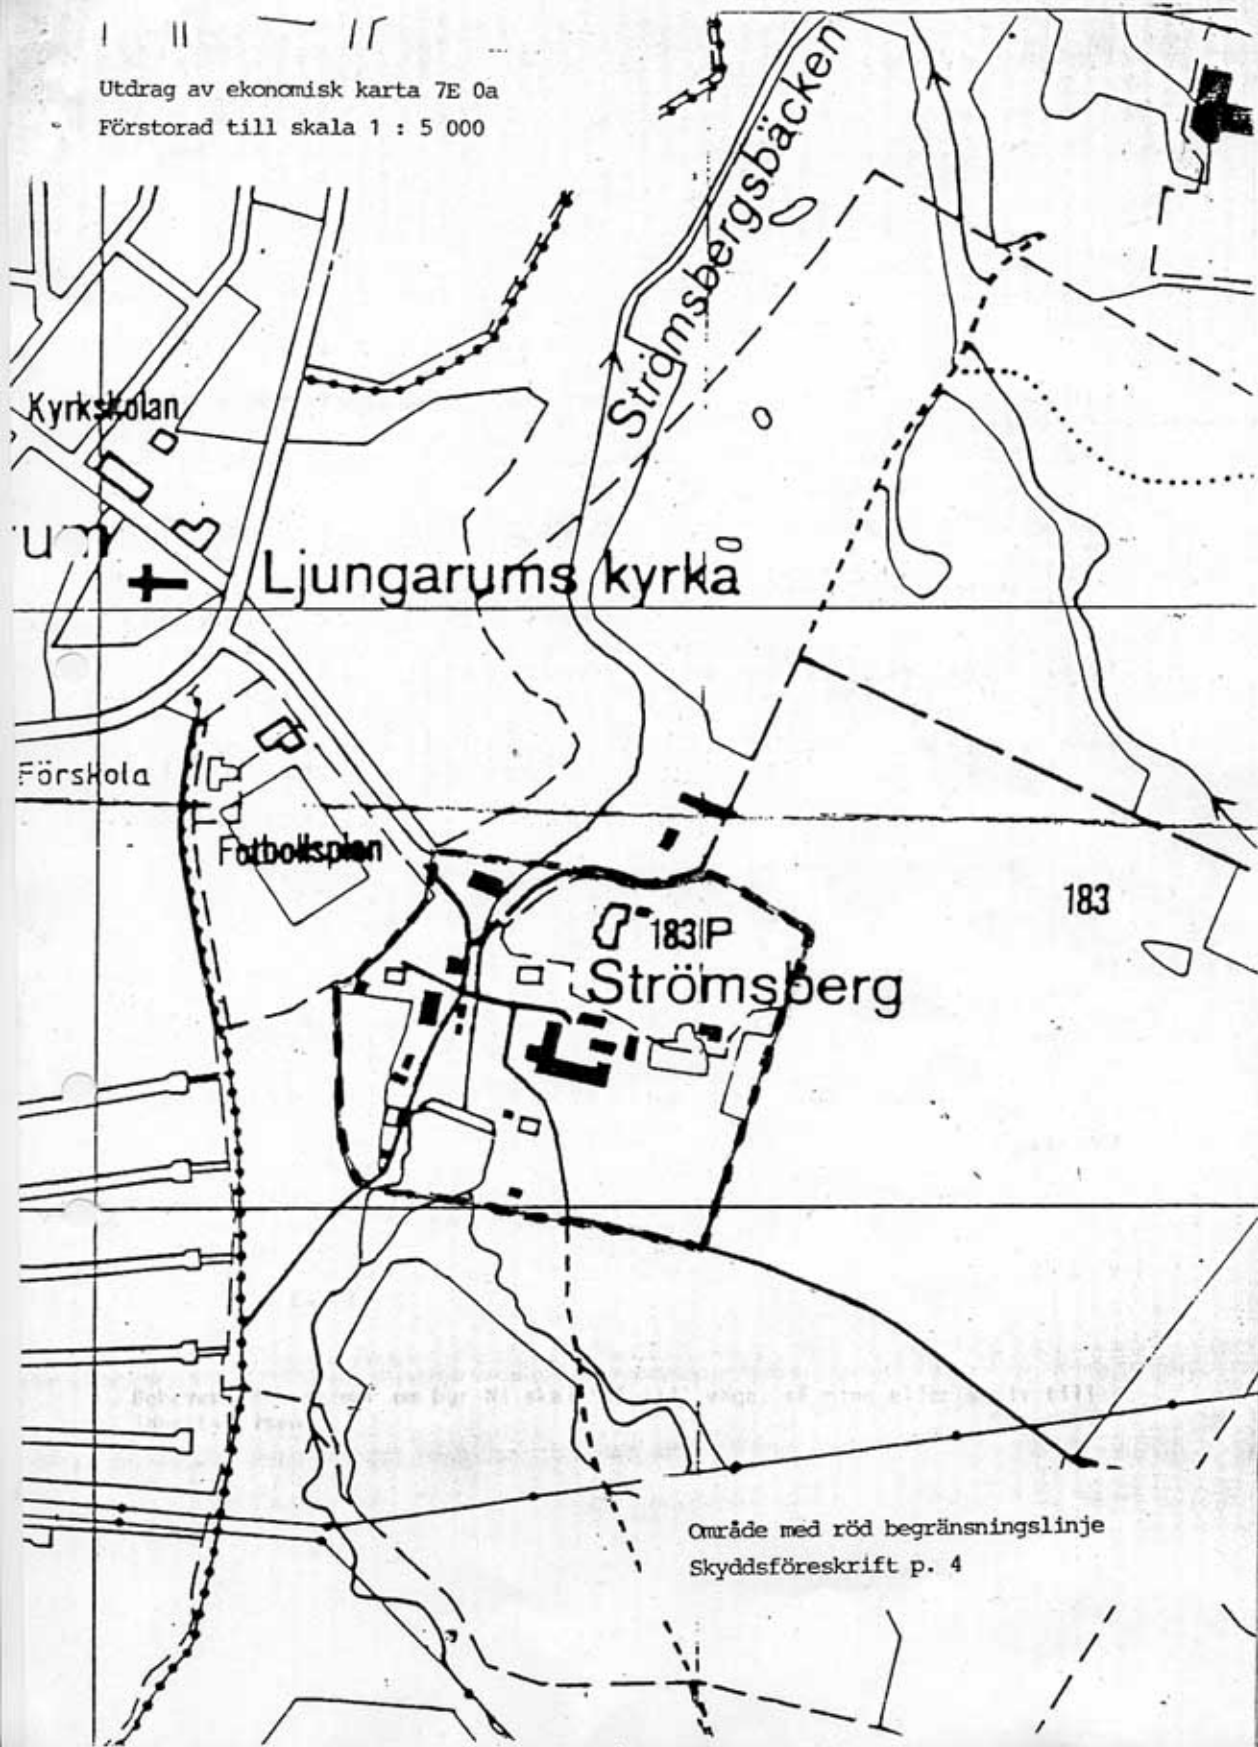 Utdrag av ekonomisk karta 7E 0a
Förstorad till skala 1 : 5 000
Strömsbergsbäcken
Kyrkskolan
rum
Ljungarums kyrka
Förskola
Fotbollsplan
183
183 P
Strömsberg
Område med röd begränsningslinje
Skyddsföreskrift p. 4